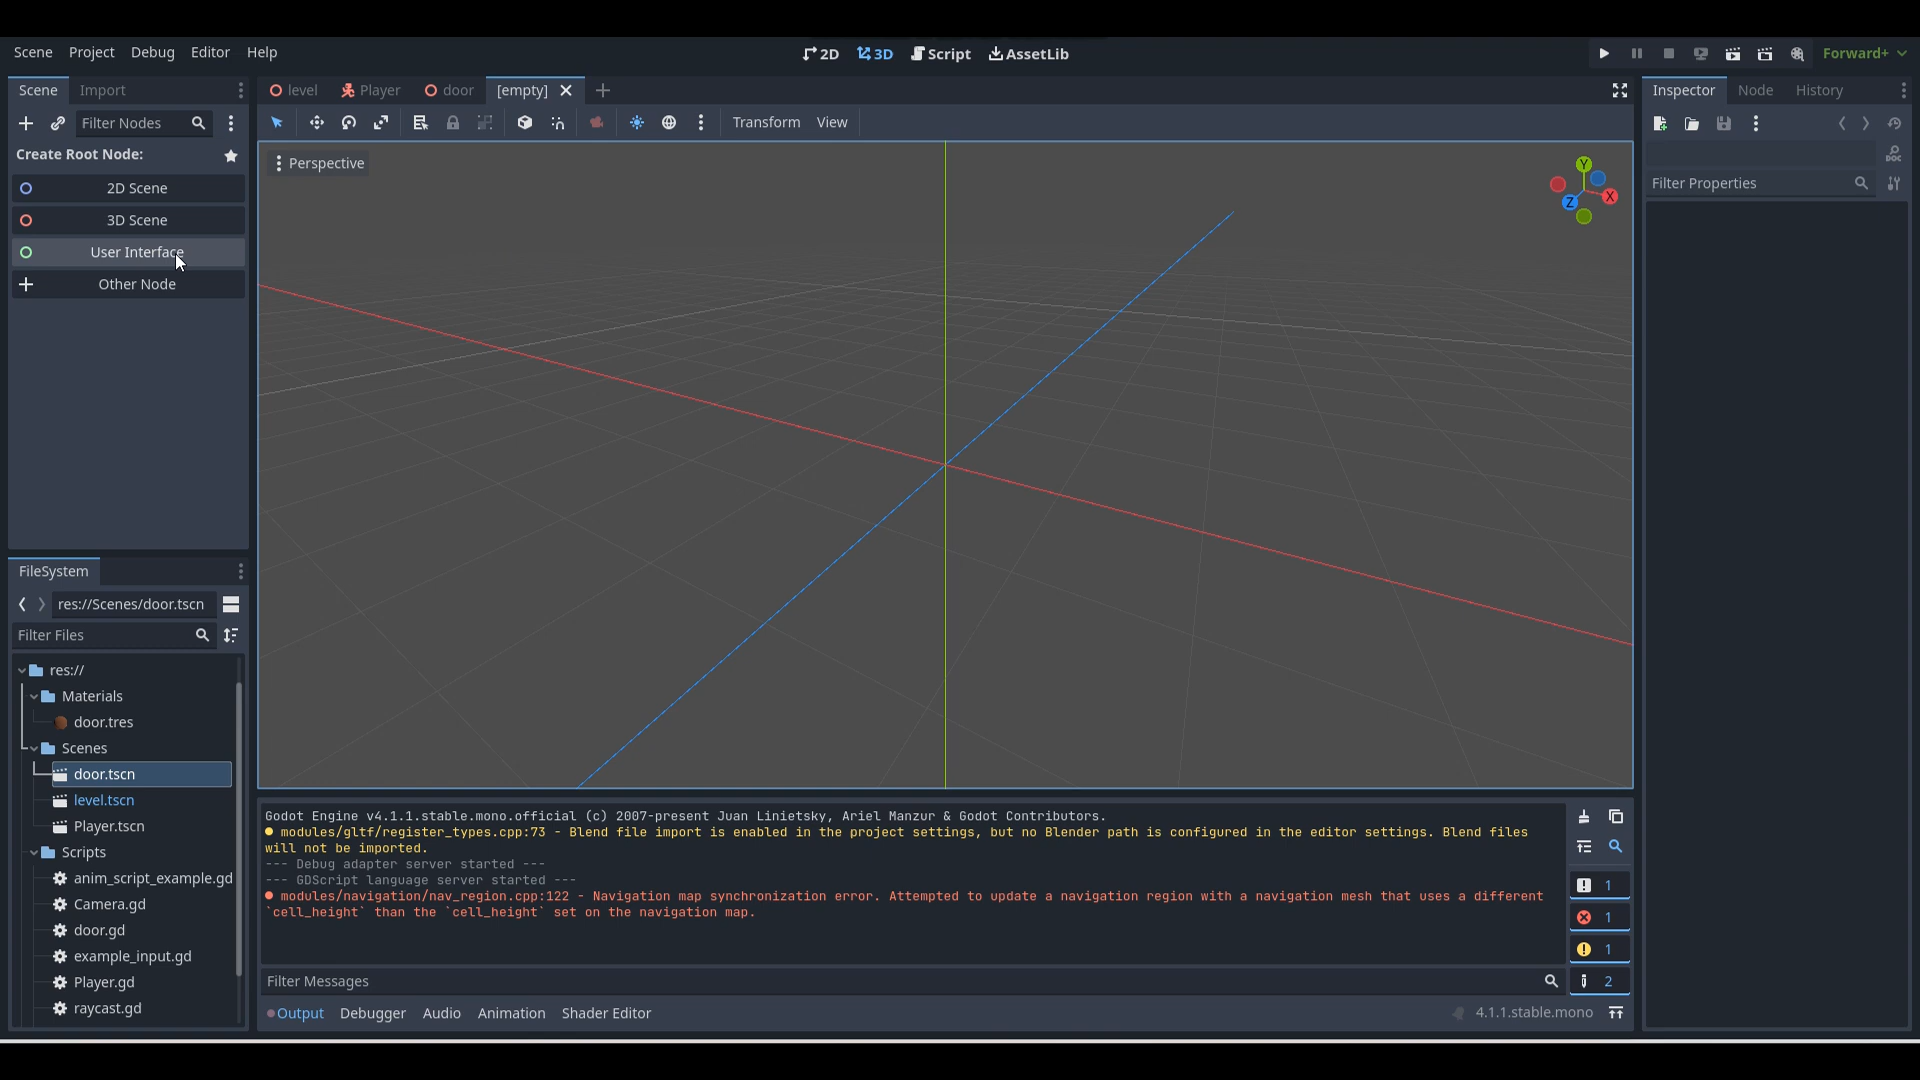 Scene Project Debug Editor Help
2D 3D Script AssetLib
Forward+
Scene Import
level Player door [empty]
Inspector Node History
Filter Nodes
Transform View
Create Root Node:
2D Scene
3D Scene
User Interface
Other Node
Perspective
Y
X
Z
DOC
Filter Properties
FileSystem
res://Scenes/door.tscn
Filter Files
res://
Materials
door.tres
Scenes
door.tscn
level.tscn
Player.tscn
Scripts
anim_script_example.gd
Camera.gd
door.gd
example_input.gd
Player.gd
raycast.gd
Godot Engine v4.1.1.stable.mono.official (c) 2007-present Juan Linietsky, Ariel Manzur & Godot Contributors.
modules/gltf/register_types.cpp:73 - Blend file import is enabled in the project settings, but no Blender path is configured in the editor settings. Blend files
will not be imported.
--- Debug adapter server started ---
--- GDScript language server started ---
modules/navigation/nav_region.cpp:122 - Navigation map synchronization error. Attempted to update a navigation region with a navigation mesh that uses a different
`cell_height` than the `cell_height` set on the navigation map.
1
1
1
2
Filter Messages
Output Debugger Audio Animation Shader Editor
4.1.1.stable.mono